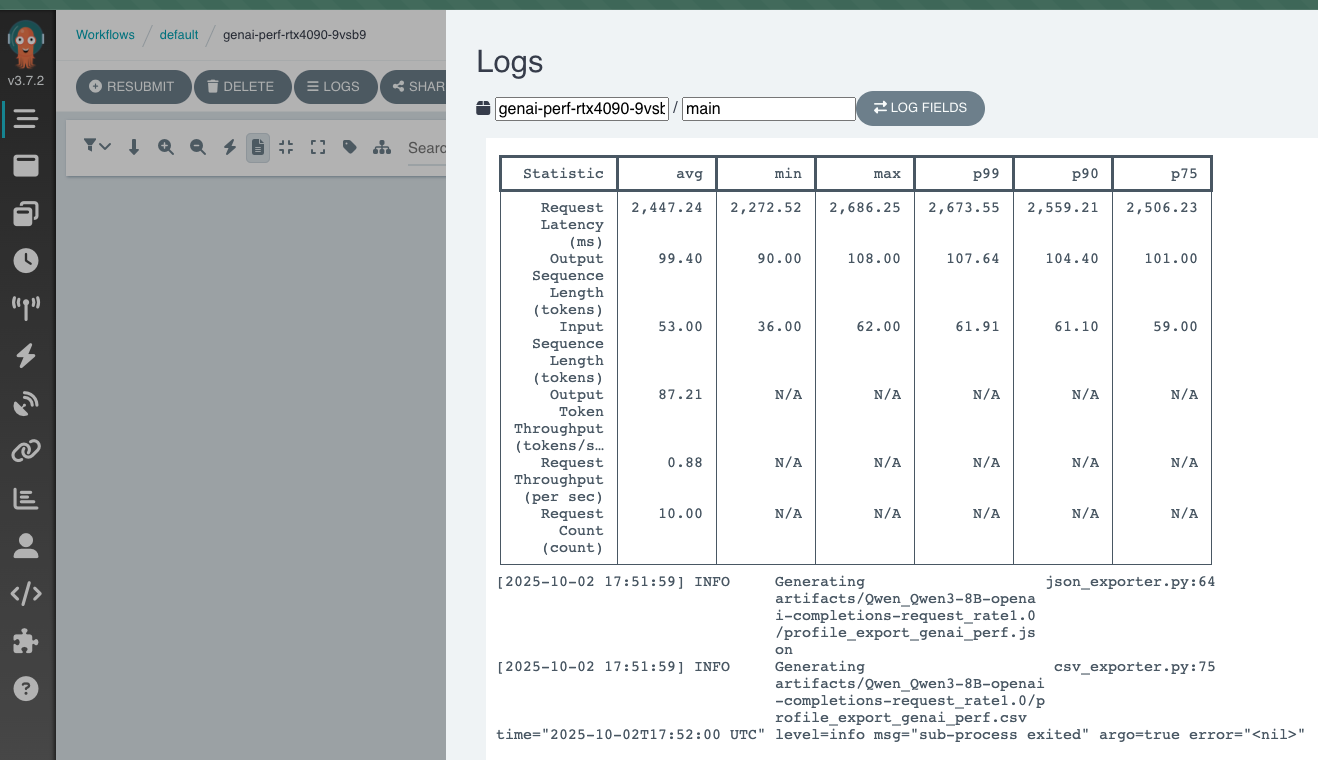 v3.7.2
Workflows / default / genai-perf-rtx4090-9vsb9
RESUBMIT DELETE LOGS SHAR
Searc
Logs
genai-perf-rtx4090-9vsb / main LOG FIELDS
Statistic avg min max p99 p90 p75
Request 2,447.24 2,272.52 2,686.25 2,673.55 2,559.21 2,506.23
Latency
(ms)
Output 99.40 90.00 108.00 107.64 104.40 101.00
Sequence
Length
(tokens)
Input 53.00 36.00 62.00 61.91 61.10 59.00
Sequence
Length
(tokens)
Output 87.21 N/A N/A N/A N/A N/A
Token
Throughput
(tokens/s…
Request 0.88 N/A N/A N/A N/A N/A
Throughput
(per sec)
Request 10.00 N/A N/A N/A N/A N/A
Count
(count)
[2025-10-02 17:51:59] INFO Generating json_exporter.py:64
artifacts/Qwen_Qwen3-8B-opena
i-completions-request_rate1.0
/profile_export_genai_perf.js
on
[2025-10-02 17:51:59] INFO Generating csv_exporter.py:75
artifacts/Qwen_Qwen3-8B-openai
-completions-request_rate1.0/p
rofile_export_genai_perf.csv
time="2025-10-02T17:52:00 UTC" level=info msg="sub-process exited" argo=true error="<nil>"